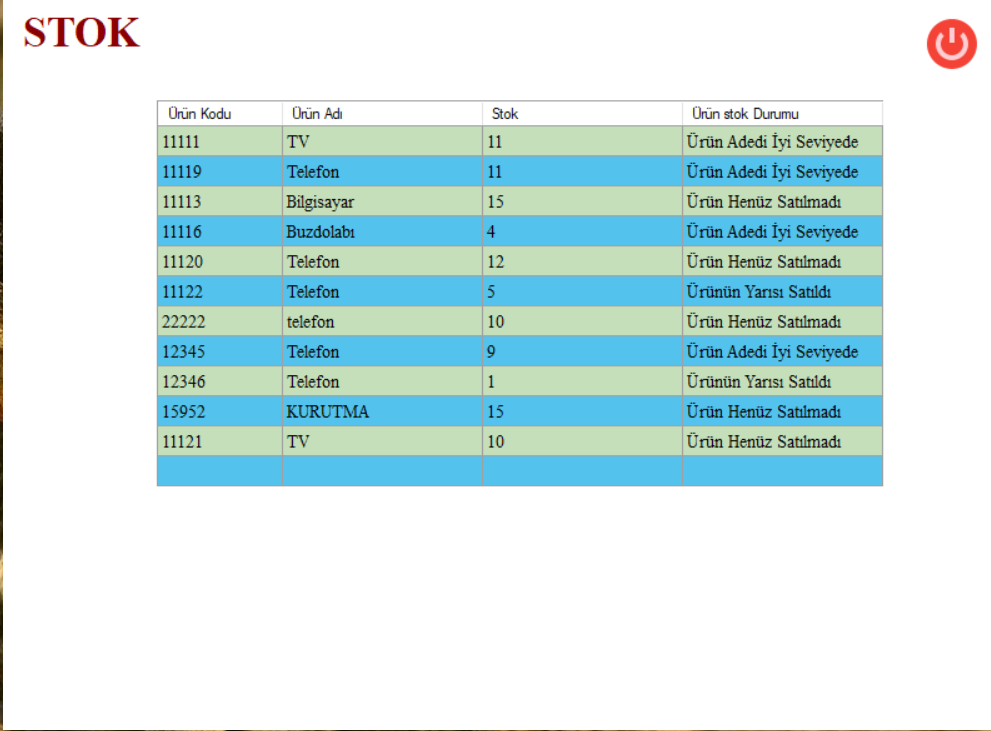 STOK
Ürün Kodu Ürün Adı Stok Ürün stok Durumu
11111 TV 11 Ürün Adedi İyi Seviyede
11119 Telefon 11 Ürün Adedi İyi Seviyede
11113 Bilgisayar 15 Ürün Henüz Satılmadı
11116 Buzdolabı 4 Ürün Adedi İyi Seviyede
11120 Telefon 12 Ürün Henüz Satılmadı
11122 Telefon 5 Ürünün Yarısı Satıldı
22222 telefon 10 Ürün Henüz Satılmadı
12345 Telefon 9 Ürün Adedi İyi Seviyede
12346 Telefon 1 Ürünün Yarısı Satıldı
15952 KURUTMA 15 Ürün Henüz Satılmadı
11121 TV 10 Ürün Henüz Satılmadı